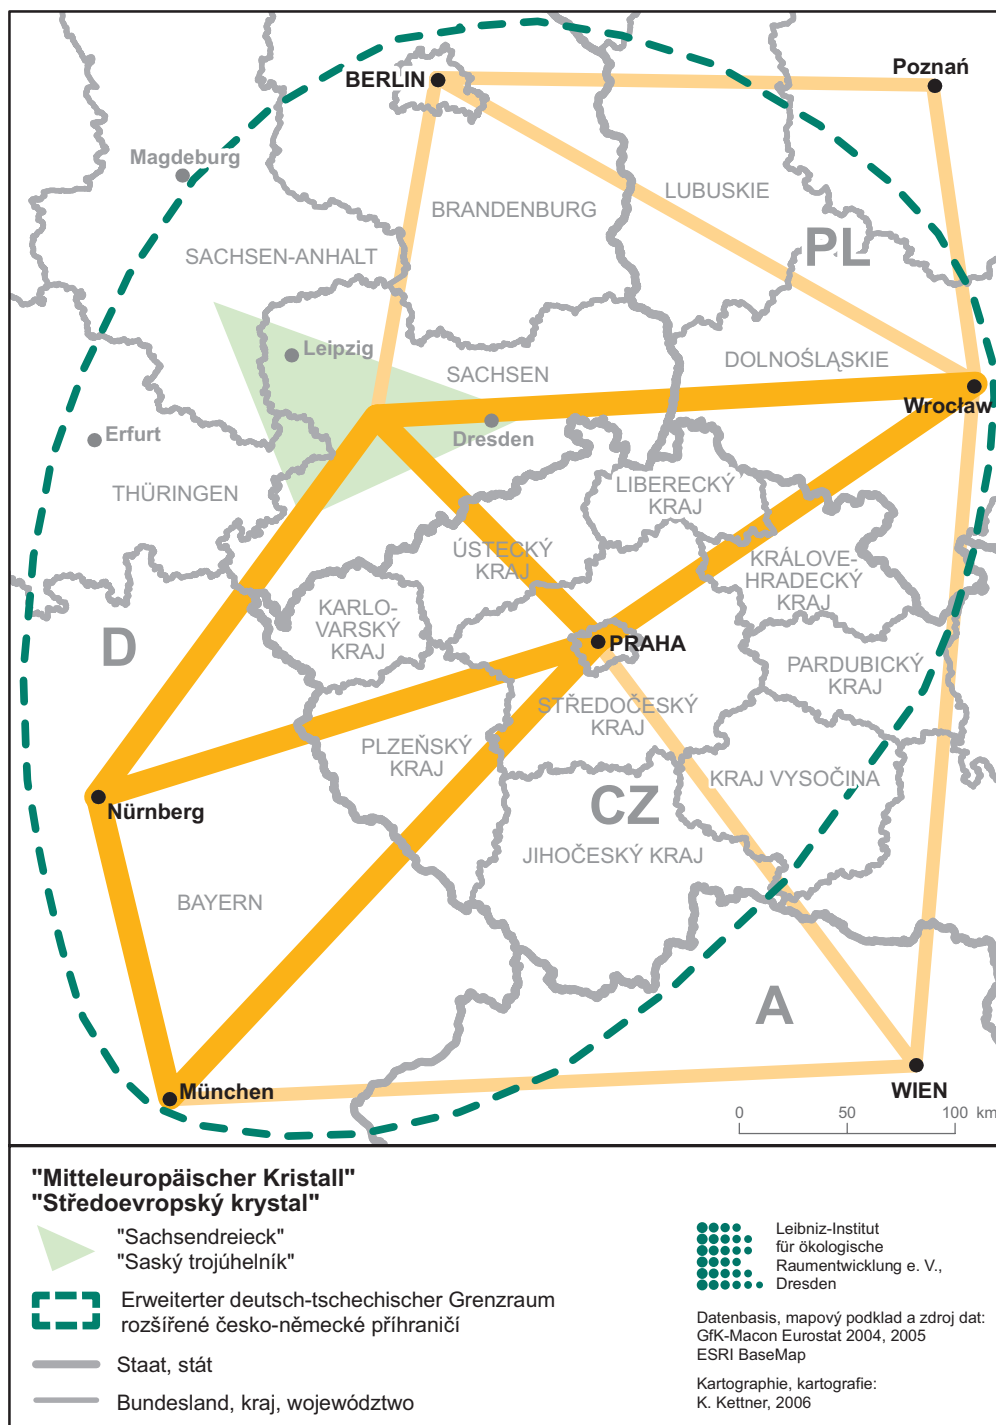 BERLIN
Poznań
Magdeburg
LUBUSKIE
BRANDENBURG
PL
SACHSEN-ANHALT
Leipzig
DOLNOŚLĄSKIE
SACHSEN
Wrocław
Erfurt
Dresden
THÜRINGEN
LIBERECKÝ
KRAJ
ÚSTECKÝ
KRAJ
KRÁLOVE-
HRADECKÝ
KRAJ
KARLO-
VARSKÝ
KRAJ
D
PRAHA
PARDUBICKÝ
KRAJ
STŘEDOČESKÝ
KRAJ
PLZEŇSKÝ
KRAJ
KRAJ VYSOČINA
CZ
Nürnberg
JIHOČESKÝ KRAJ
BAYERN
A
München
WIEN
0 50 100 km
"Mitteleuropäischer Kristall"
"Středoevropský krystal"
"Sachsendreieck"
"Saský trojúhelník"
Erweiterter deutsch-tschechischer Grenzraum
rozšířené česko-německé příhraničí
Staat, stát
Bundesland, kraj, województwo
Leibniz-Institut
für ökologische
Raumentwicklung e. V.,
Dresden
Datenbasis, mapový podklad a zdroj dat:
GfK-Macon Eurostat 2004, 2005
ESRI BaseMap
Kartographie, kartografie:
K. Kettner, 2006